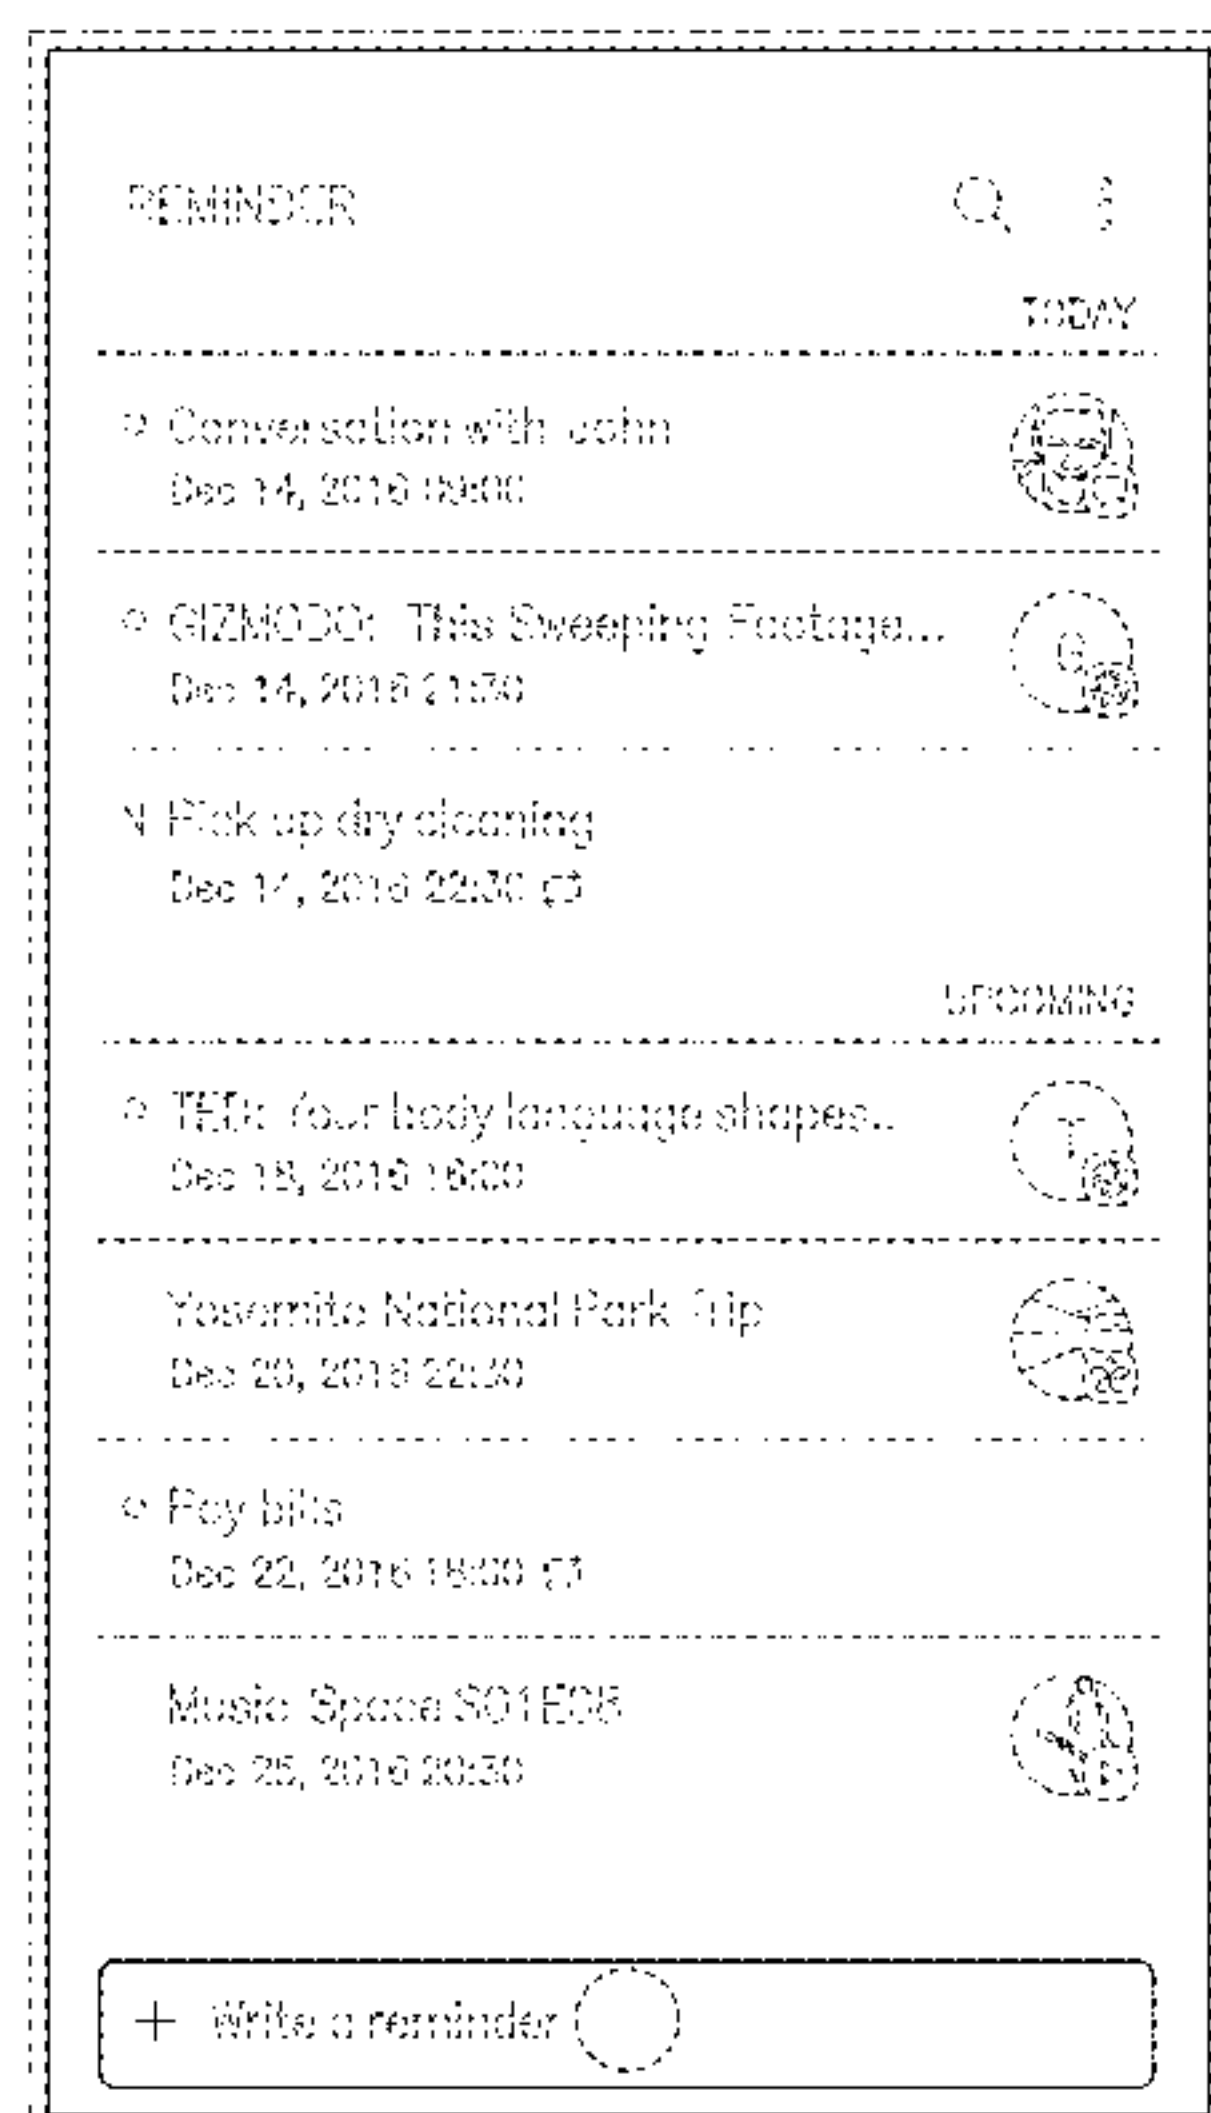 REMINDER
TODAY
Conversation with John
Dec 14, 2016 09:00
GIZMODO: This Sweeping Footage...
G
Dec 14, 2016 21:30
Pick up dry cleaning
Dec 14, 2016 22:30
UPCOMING
TED: Your body language shapes..
T
Dec 18, 2016 16:00
Yosemite National Park Trip
Dec 20, 2016 22:30
Pay bills
Dec 22, 2016 18:00
Music Space S01E08
Dec 25, 2016 20:30
+ Write a reminder